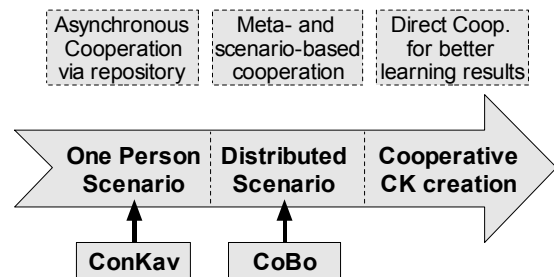 Asynchronous
Cooperation
via repository
Meta- and
scenario-based
cooperation
Direct Coop.
for better
learning results
One Person
Scenario
Distributed
Scenario
Cooperative
CK creation
ConKav
CoBo